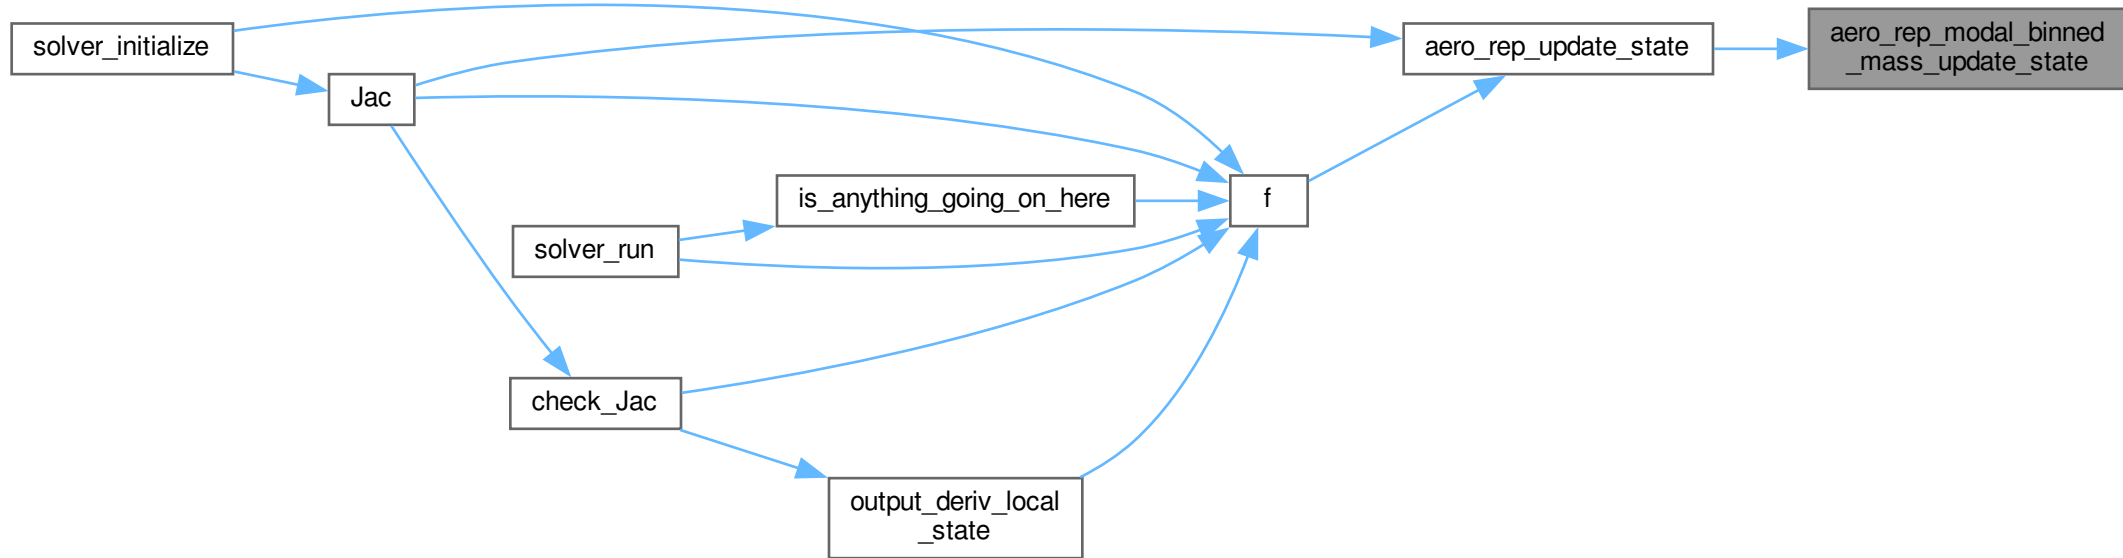 solver_initialize
Jac
aero_rep_update_state
aero_rep_modal_binned
_mass_update_state
is_anything_going_on_here
f
solver_run
check_Jac
output_deriv_local
_state